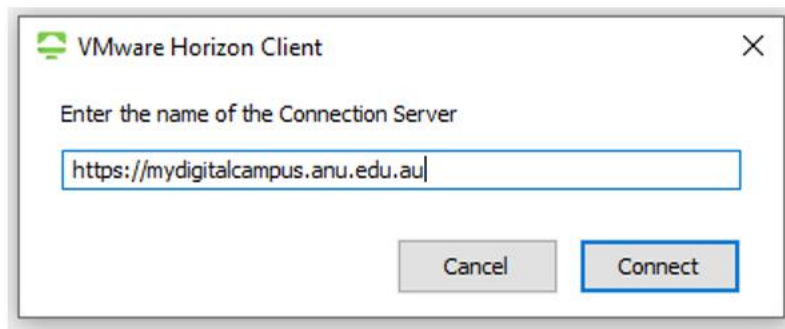 VMware Horizon Client
Enter the name of the Connection Server
https://mydigitalcampus.anu.edu.au
Cancel Connect